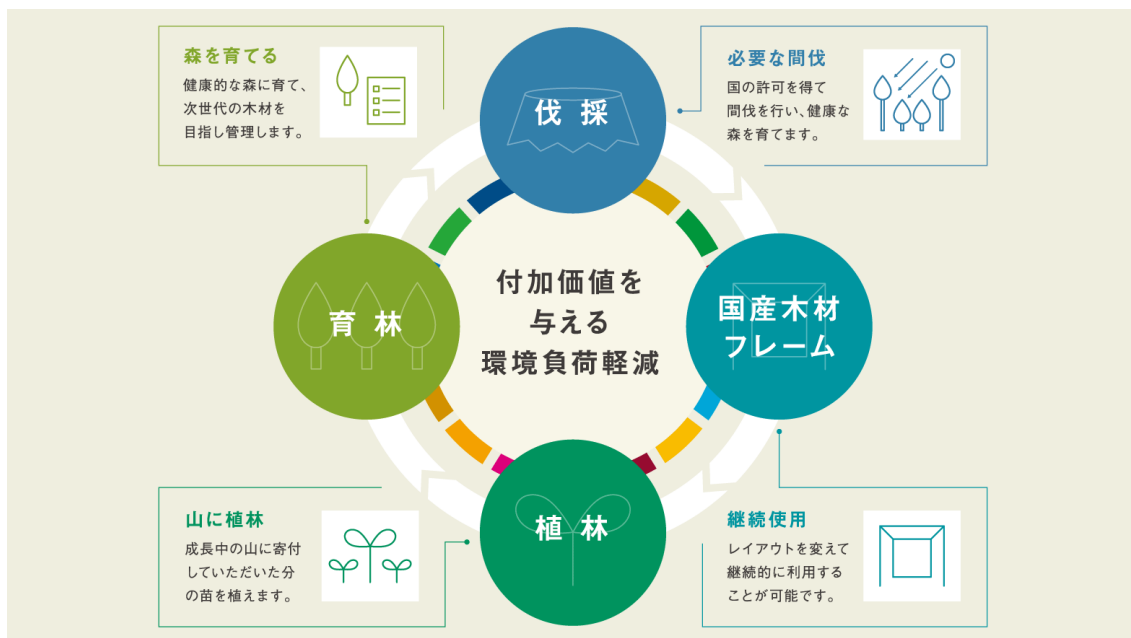 森を育てる
健康的な森に育て、
次世代の木材を
目指し管理します。
伐採
必要な間伐
国の許可を得て
間伐を行い、健康な
森を育てます。
育林
付加価値を
与える
環境負荷軽減
国産木材
フレーム
山に植林
成長中の山に寄付
していただいた分
の苗を植えます。
植林
継続使用
レイアウトを変えて
継続的に利用する
ことが可能です。